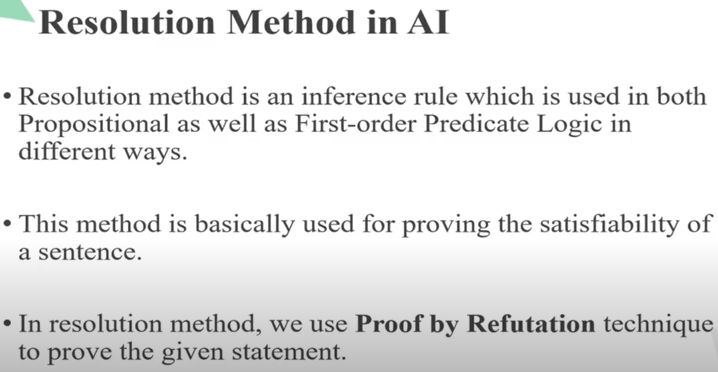 Resolution Method in AI
• Resolution method is an inference rule which is used in both
Propositional as well as First-order Predicate Logic in
different ways.
• This method is basically used for proving the satisfiability of
a sentence.
• In resolution method, we use Proof by Refutation technique
to prove the given statement.